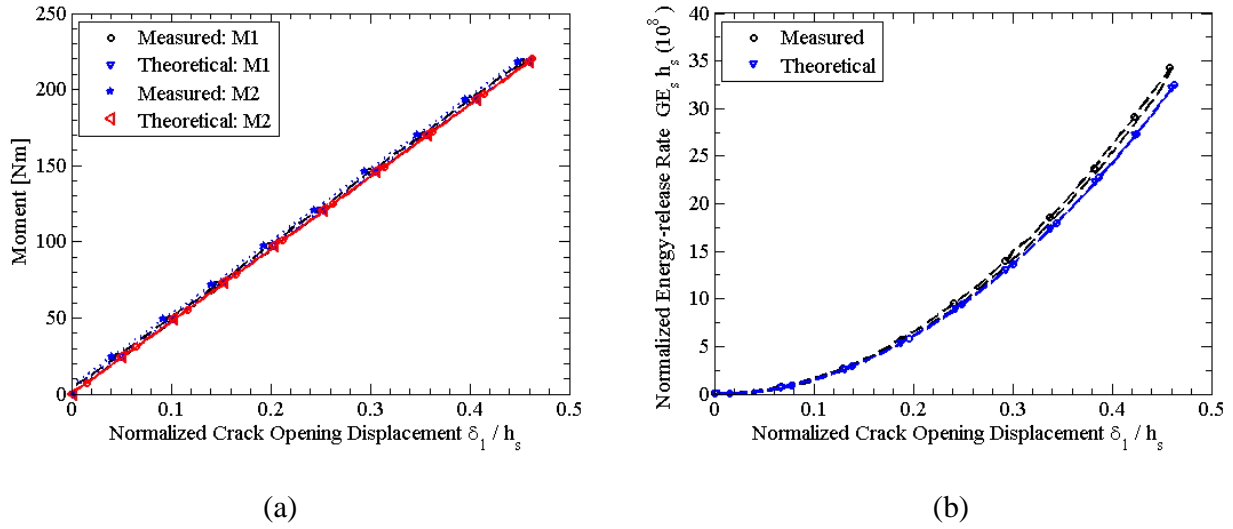 250
200
150
100
50
0
Moment [Nm]
Measured: M1
Theoretical: M1
Measured: M2
Theoretical: M2
0 0.1 0.2 0.3 0.4 0.5
Normalized Crack Opening Displacement δ₁ / hₛ
(a)
40
35
30
25
20
15
10
5
0
Normalized Energy-release Rate GEₛ hₛ (10⁸)
Measured
Theoretical
0 0.1 0.2 0.3 0.4 0.5
Normalized Crack Opening Displacement δ₁ / hₛ
(b)